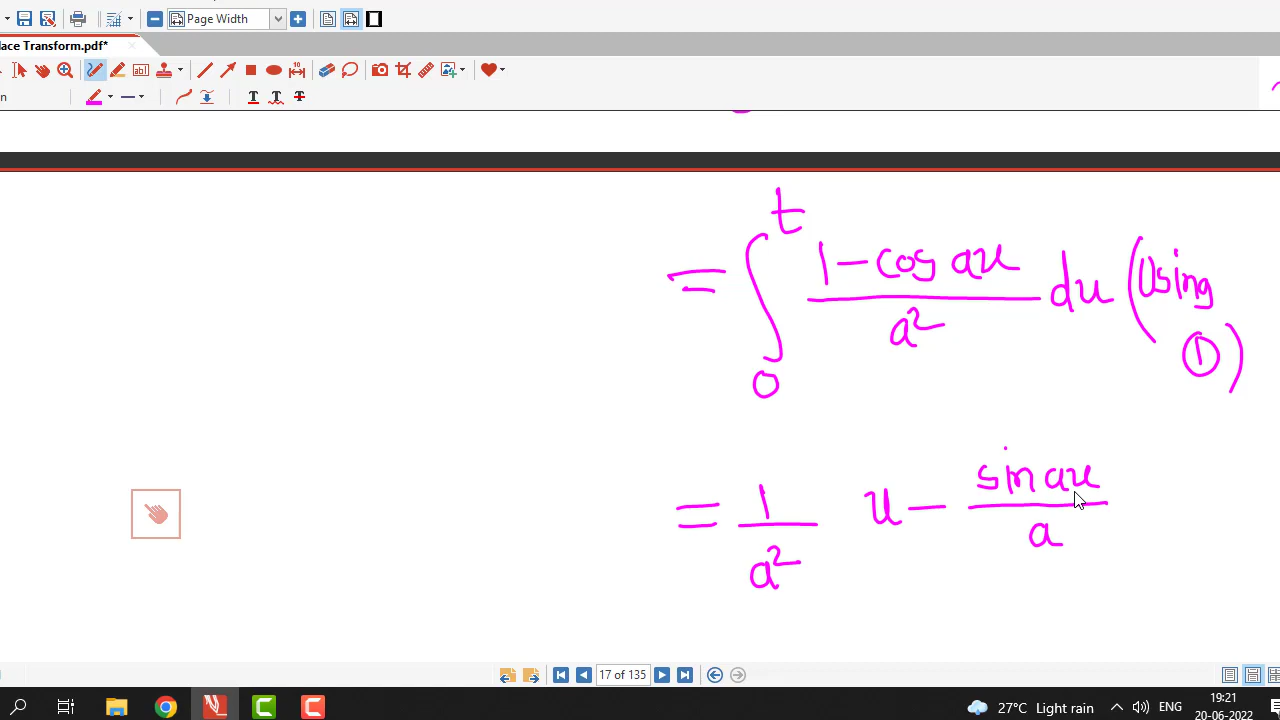 Page Width
lace Transform.pdf*
n
= ∫₀ᵗ (1 - cos au)/a² du (Using ①)
= 1/a² u - sin au/a
17 of 135
19:21
27°C Light rain ENG
20-06-2022